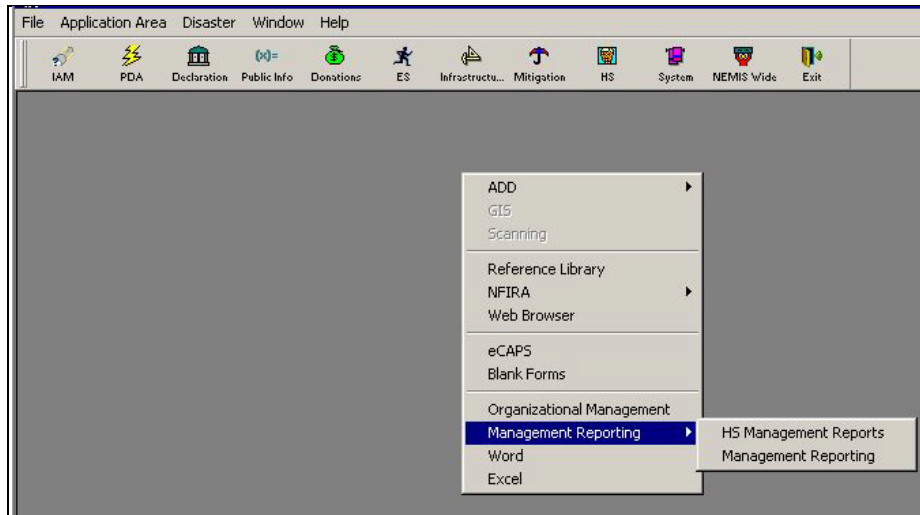 File Application Area Disaster Window Help
IAM PDA Declaration Public Info Donations ES Infrastructu... Mitigation HS System NEMIS Wide Exit
ADD
GIS
Scanning
Reference Library
NFIRA
Web Browser
eCAPS
Blank Forms
Organizational Management
Management Reporting HS Management Reports
Word Management Reporting
Excel